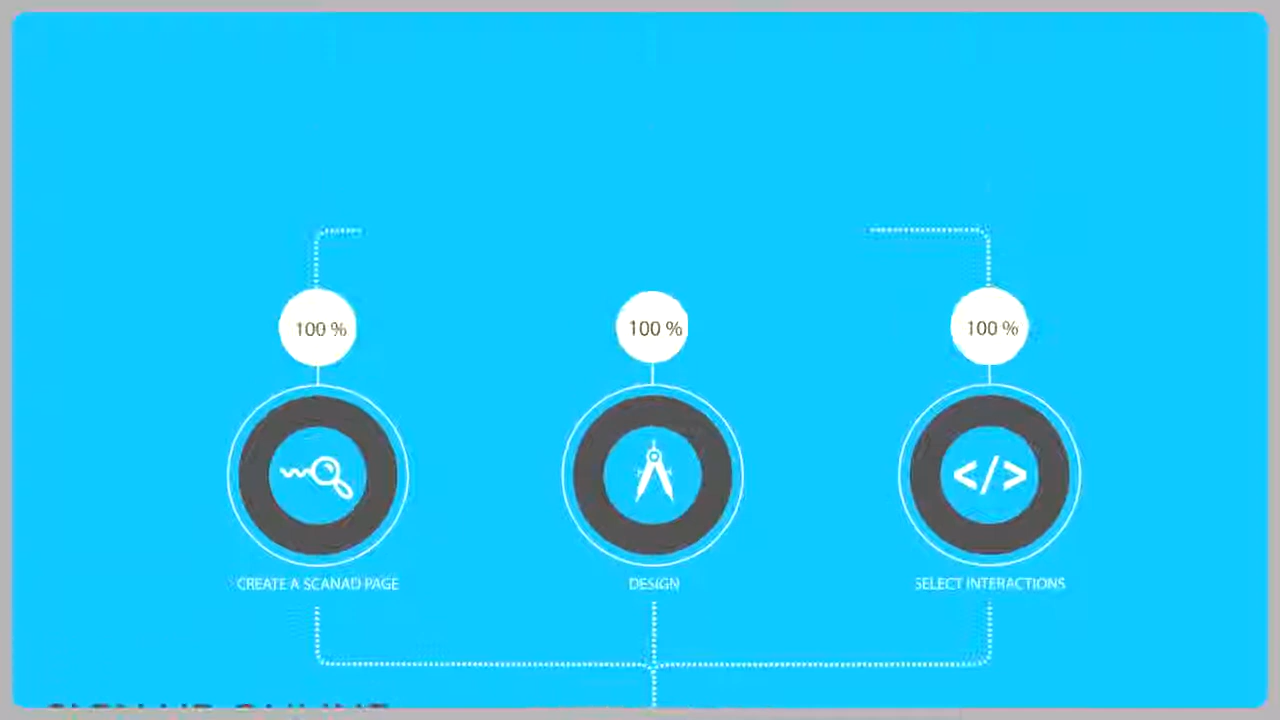 100 % 100 % 100 %
</>
CREATE A SCANAD PAGE DESIGN SELECT INTERACTIONS